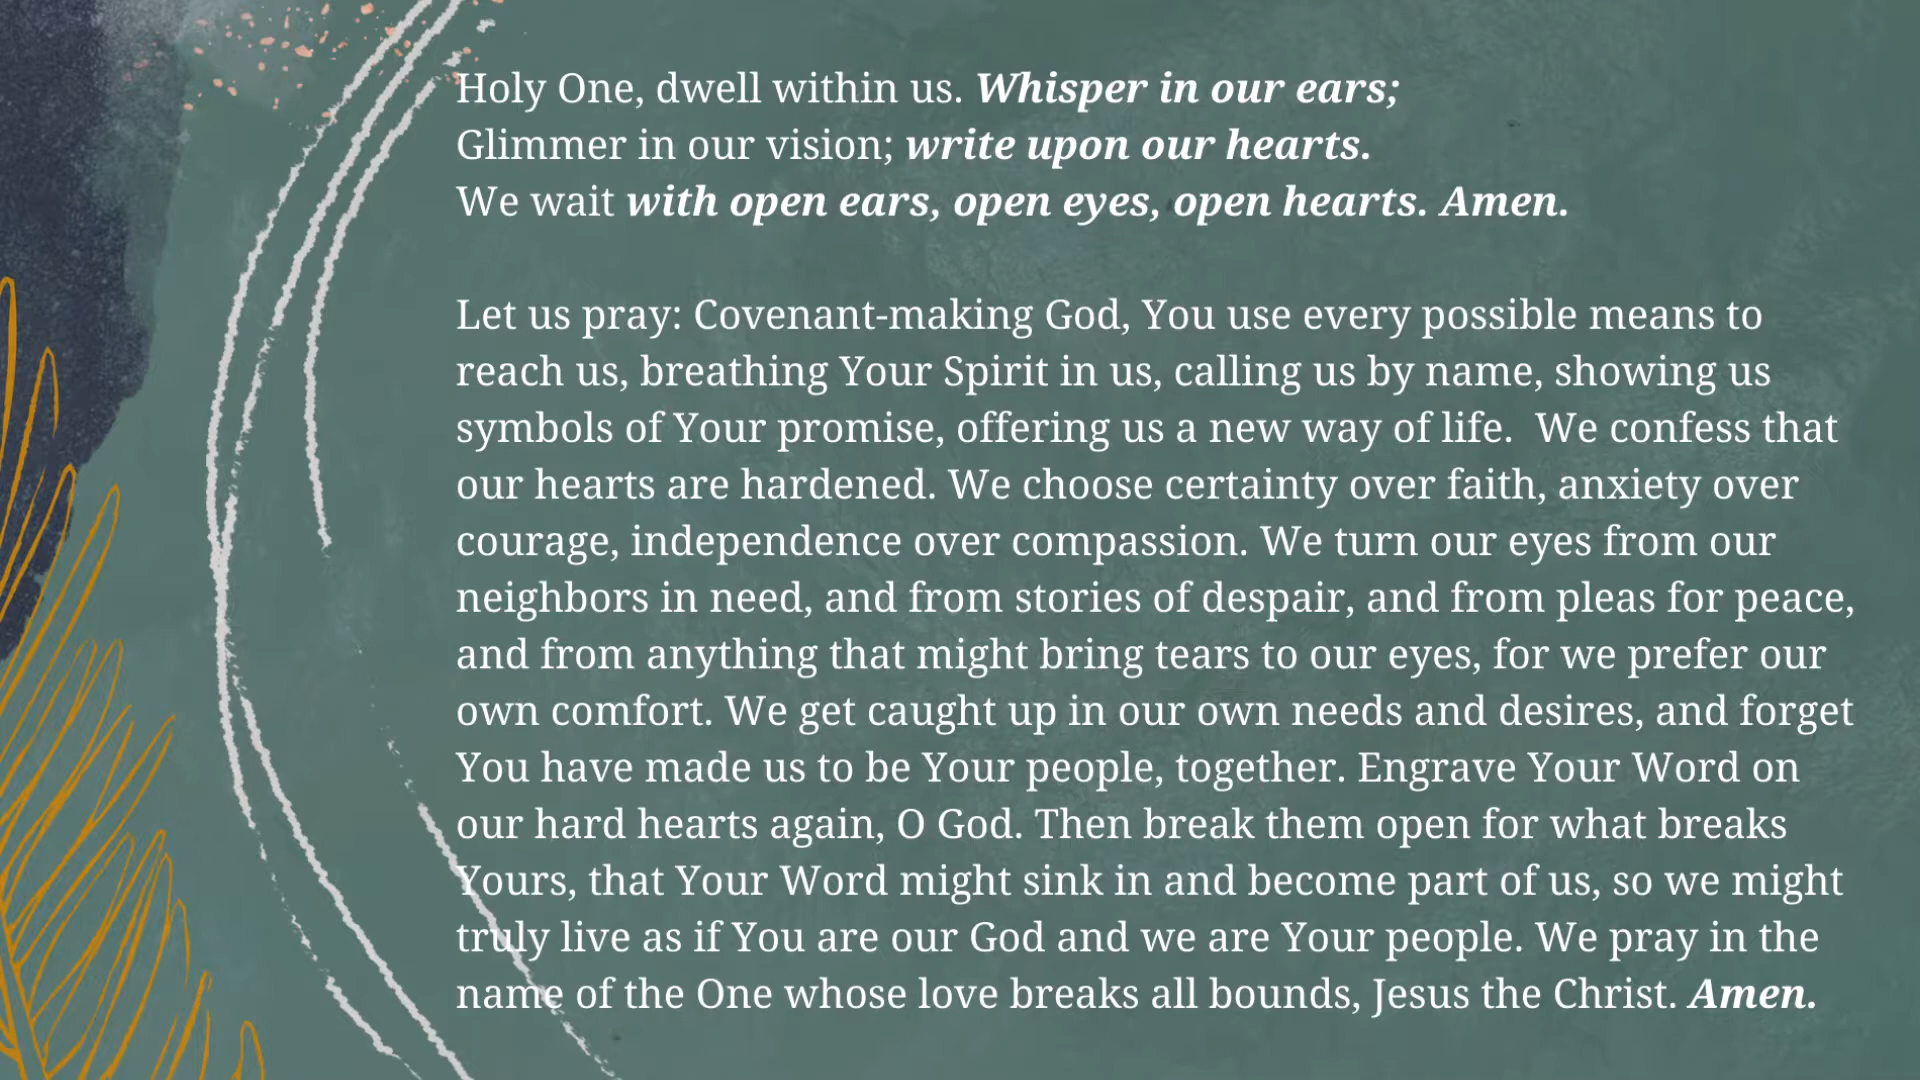 Holy One, dwell within us. Whisper in our ears;
Glimmer in our vision; write upon our hearts.
We wait with open ears, open eyes, open hearts. Amen.
Let us pray: Covenant-making God, You use every possible means to
reach us, breathing Your Spirit in us, calling us by name, showing us
symbols of Your promise, offering us a new way of life.  We confess that
our hearts are hardened. We choose certainty over faith, anxiety over
courage, independence over compassion. We turn our eyes from our
neighbors in need, and from stories of despair, and from pleas for peace,
and from anything that might bring tears to our eyes, for we prefer our
own comfort. We get caught up in our own needs and desires, and forget
You have made us to be Your people, together. Engrave Your Word on
our hard hearts again, O God. Then break them open for what breaks
Yours, that Your Word might sink in and become part of us, so we might
truly live as if You are our God and we are Your people. We pray in the
name of the One whose love breaks all bounds, Jesus the Christ. Amen.